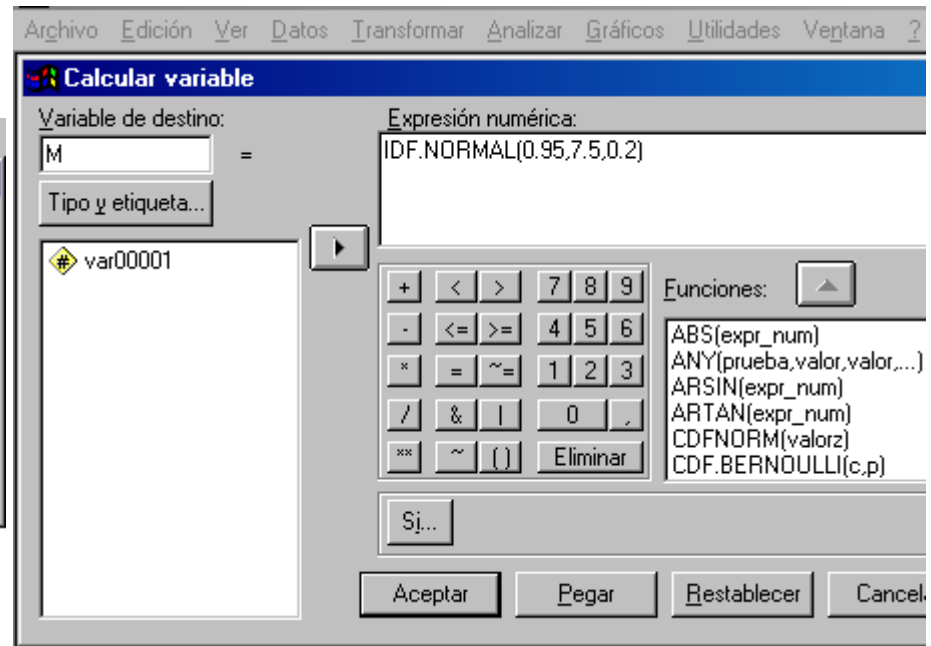 Archivo Edición Ver Datos Transformar Analizar Gráficos Utilidades Ventana ?
Calcular variable
Variable de destino:
M
=
Tipo y etiqueta...
var00001
Expresión numérica:
IDF.NORMAL(0.95,7.5,0.2)
+ < > 7 8 9
- <= >= 4 5 6
* = ~= 1 2 3
/ & | 0 ,
** ~ () Eliminar
Funciones:
ABS(expr_num)
ANY(prueba,valor,valor,...)
ARSIN(expr_num)
ARTAN(expr_num)
CDFNORM(valorz)
CDF.BERNOULLI(c,p)
Si...
Aceptar Pegar Restablecer Cancel